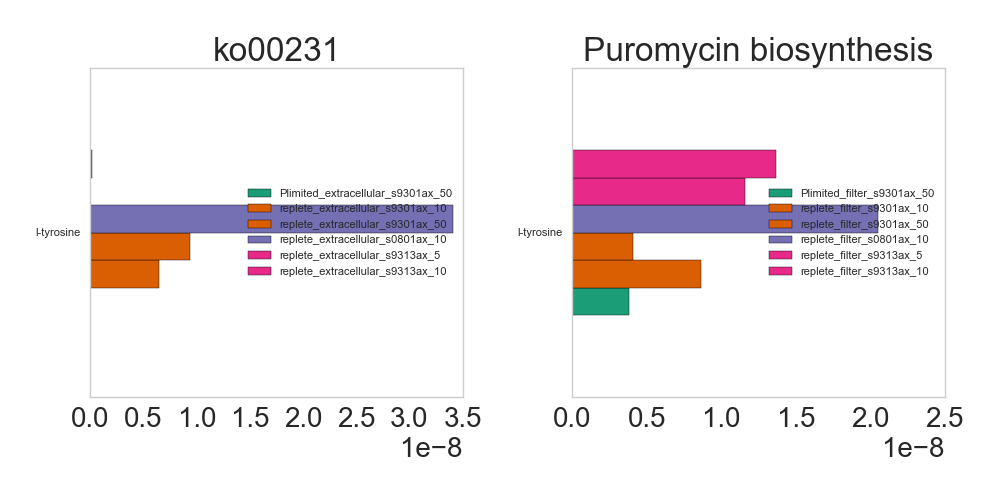 ko00231
l-tyrosine
Plimited_extracellular_s9301ax_50
replete_extracellular_s9301ax_10
replete_extracellular_s9301ax_50
replete_extracellular_s0801ax_10
replete_extracellular_s9313ax_5
replete_extracellular_s9313ax_10
0.0 0.5 1.0 1.5 2.0 2.5 3.0 3.5
1e−8
Puromycin biosynthesis
l-tyrosine
Plimited_filter_s9301ax_50
replete_filter_s9301ax_10
replete_filter_s9301ax_50
replete_filter_s0801ax_10
replete_filter_s9313ax_5
replete_filter_s9313ax_10
0.0 0.5 1.0 1.5 2.0 2.5
1e−8